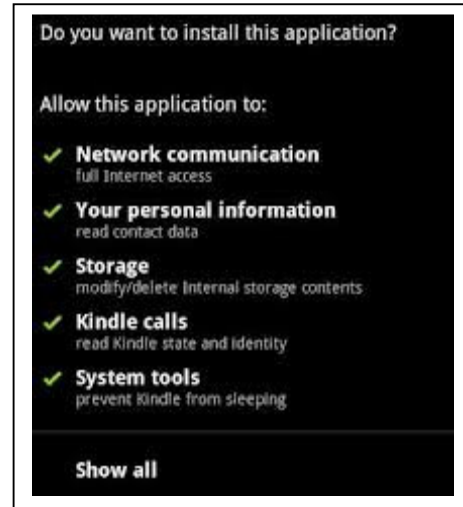 Do you want to install this application?
Allow this application to:
Network communication
full Internet access
Your personal information
read contact data
Storage
modify/delete Internal storage contents
Kindle calls
read Kindle state and identity
System tools
prevent Kindle from sleeping
Show all